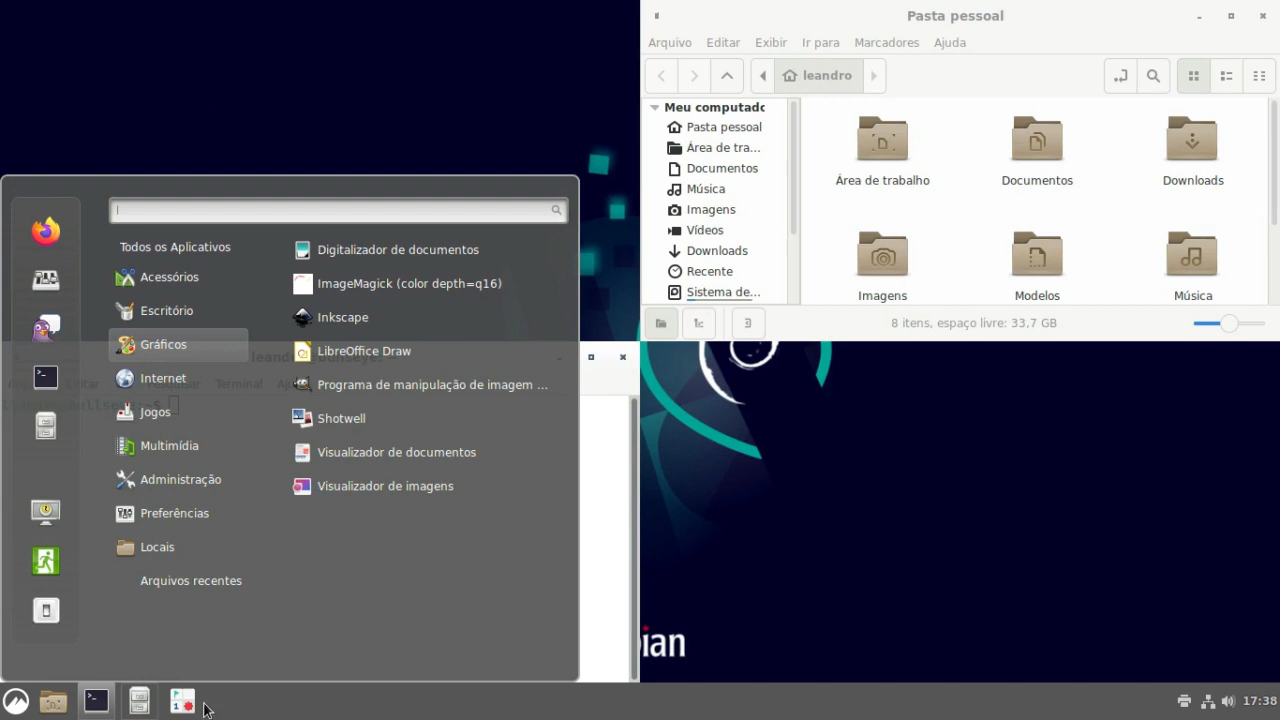 Pasta pessoal
Arquivo Editar Exibir Ir para Marcadores Ajuda
leandro
Meu computado
Pasta pessoal
Área de tra...
Documentos
Música
Imagens
Vídeos
Downloads
Recente
Sistema de...
Área de trabalho
Documentos
Downloads
Imagens
Modelos
Música
8 itens, espaço livre: 33,7 GB
Todos os Aplicativos
Acessórios
Escritório
Gráficos
Internet
Jogos
Multimídia
Administração
Preferências
Locais
Arquivos recentes
Digitalizador de documentos
ImageMagick (color depth=q16)
Inkscape
LibreOffice Draw
Programa de manipulação de imagem ...
Shotwell
Visualizador de documentos
Visualizador de imagens
Terminal
ian
1
17:38